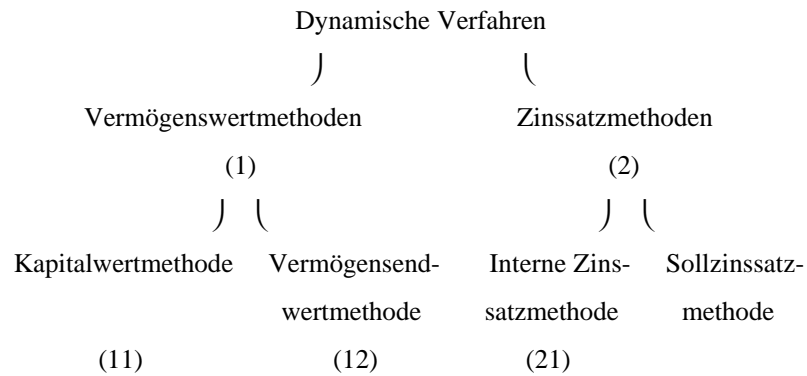 Dynamische Verfahren
Vermögenswertmethoden Zinssatzmethoden
(1) (2)
Kapitalwertmethode Vermögensend- Interne Zins- Sollzinssatz-
wertmethode satzmethode methode
(11) (12) (21)